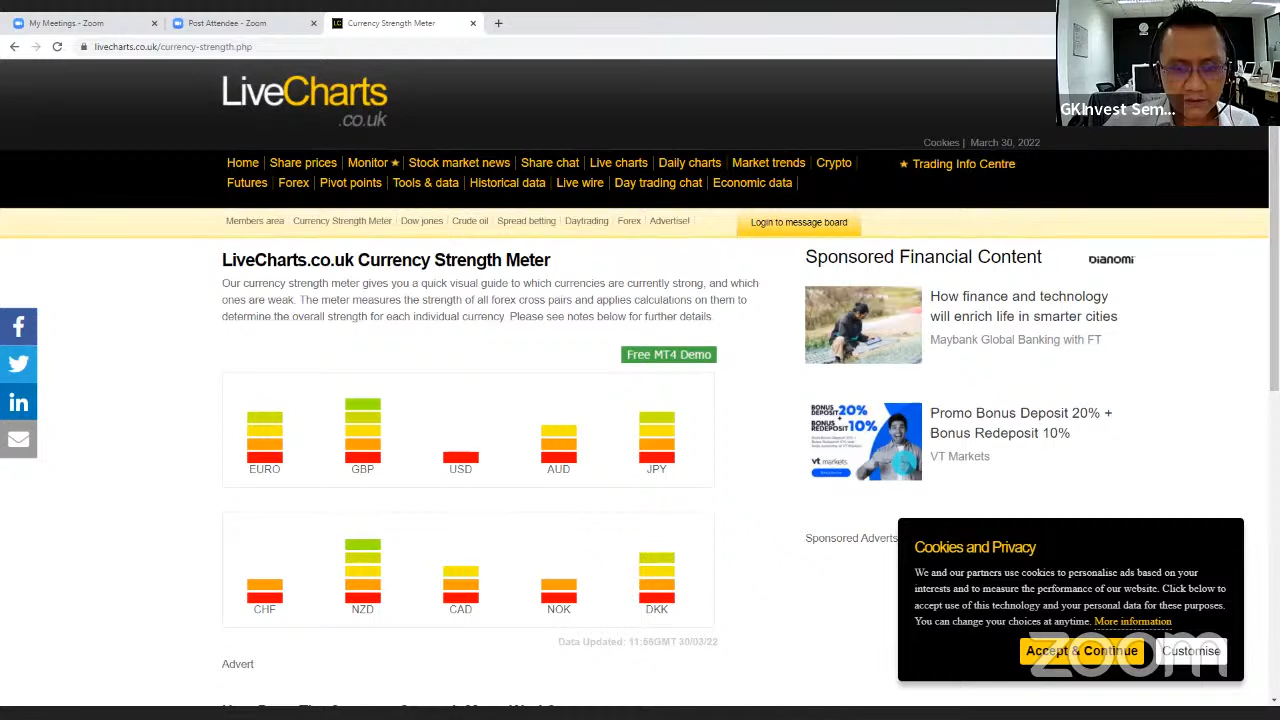 My Meetings - Zoom
Post Attendee - Zoom
LC Currency Strength Meter
livecharts.co.uk/currency-strength.php
GKInvest Sem...
LiveCharts
.co.uk
Cookies | March 30, 2022
Home Share prices Monitor ★ Stock market news Share chat Live charts Daily charts Market trends Crypto
★ Trading Info Centre
Futures Forex Pivot points Tools & data Historical data Live wire Day trading chat Economic data
Members area Currency Strength Meter Dow jones Crude oil Spread betting Daytrading Forex Advertise!
Login to message board
LiveCharts.co.uk Currency Strength Meter
Our currency strength meter gives you a quick visual guide to which currencies are currently strong, and which
ones are weak. The meter measures the strength of all forex cross pairs and applies calculations on them to
determine the overall strength for each individual currency. Please see notes below for further details.
Free MT4 Demo
EURO GBP USD AUD JPY
CHF NZD CAD NOK DKK
Data Updated: 11:56GMT 30/03/22
Advert
Sponsored Financial Content
DIANOMI
How finance and technology
will enrich life in smarter cities
Maybank Global Banking with FT
BONUS DEPOSIT 20%
+
BONUS REDEPOSIT 10%
vt markets
Promo Bonus Deposit 20% +
Bonus Redeposit 10%
VT Markets
Sponsored Adverts
Cookies and Privacy
We and our partners use cookies to personalise ads based on your
interests and to measure the performance of our website. Click below to
accept use of this technology and your personal data for these purposes.
You can change your choices at anytime. More information
Accept & Continue Customise
zoom